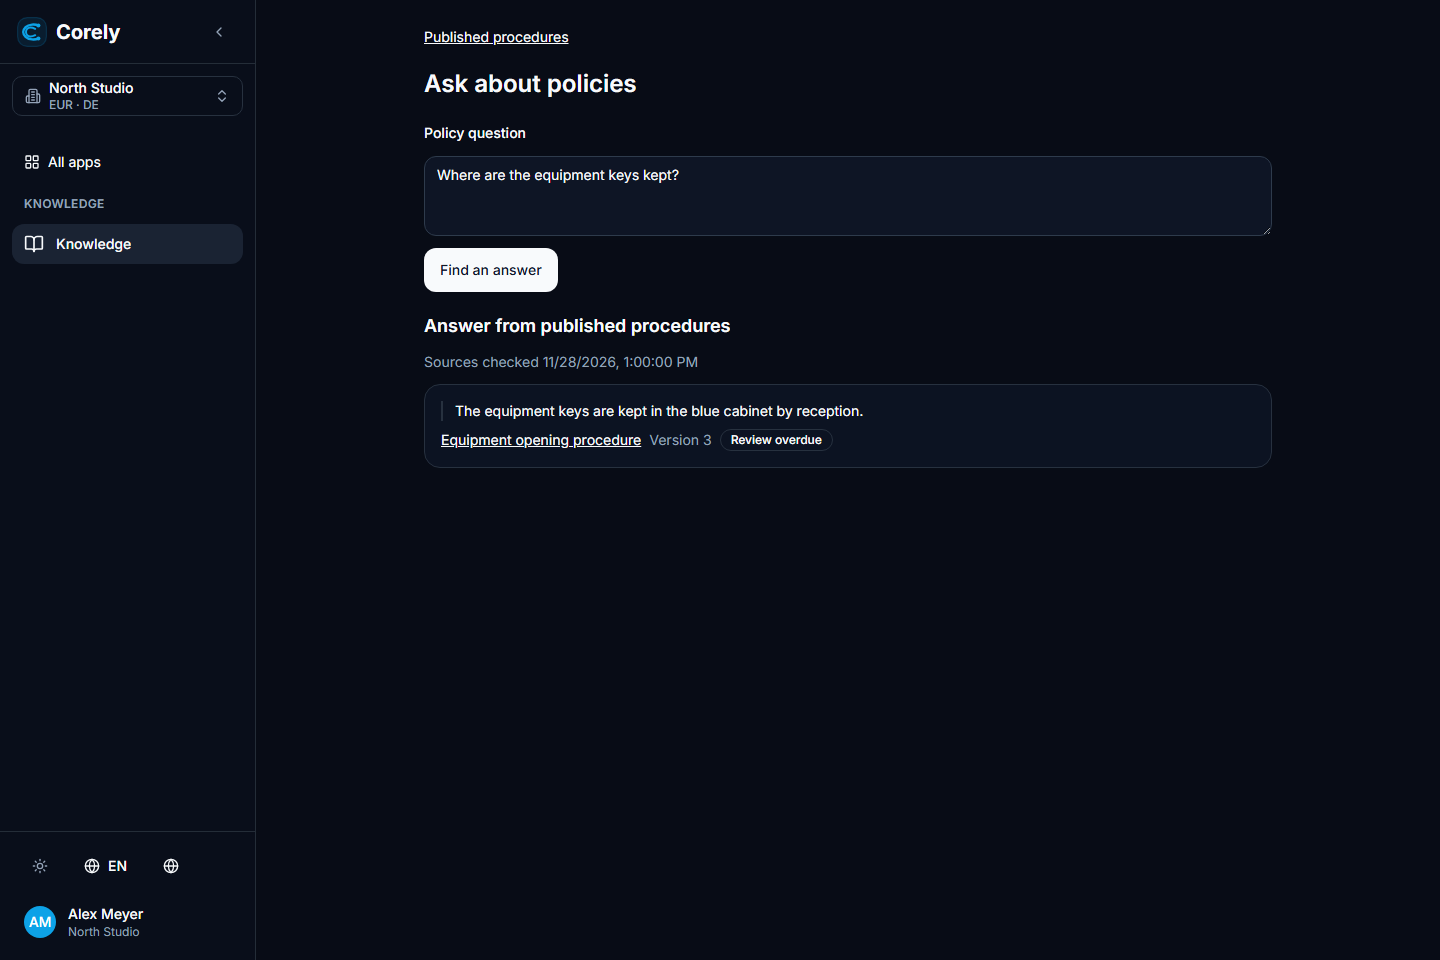 Corely
North Studio
EUR · DE
All apps
KNOWLEDGE
Knowledge
EN
AM
Alex Meyer
North Studio
Published procedures
Ask about policies
Policy question
Where are the equipment keys kept?
Find an answer
Answer from published procedures
Sources checked 11/28/2026, 1:00:00 PM
The equipment keys are kept in the blue cabinet by reception.
Equipment opening procedure Version 3 Review overdue